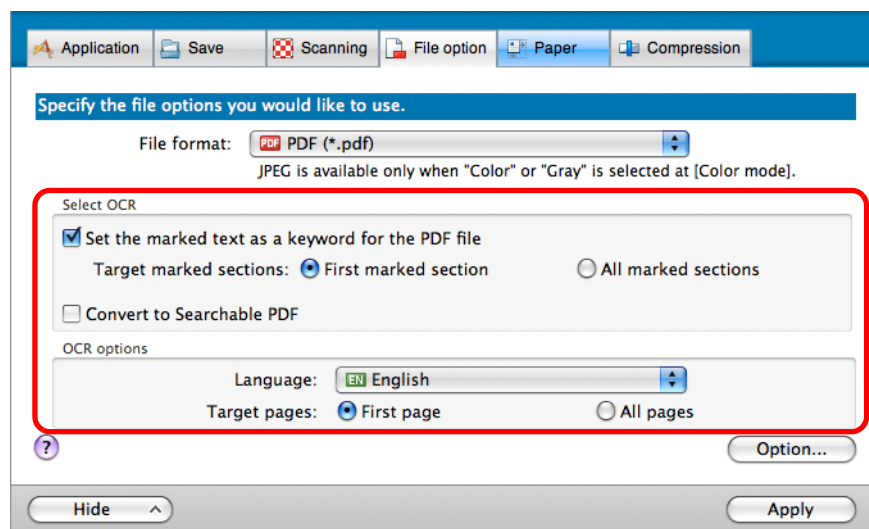 Application Save Scanning File option Paper Compression
Specify the file options you would like to use.
File format: PDF PDF (*.pdf)
JPEG is available only when "Color" or "Gray" is selected at [Color mode].
Select OCR
Set the marked text as a keyword for the PDF file
Target marked sections: First marked section All marked sections
Convert to Searchable PDF
OCR options
Language: EN English
Target pages: First page All pages
? Option...
Hide Apply